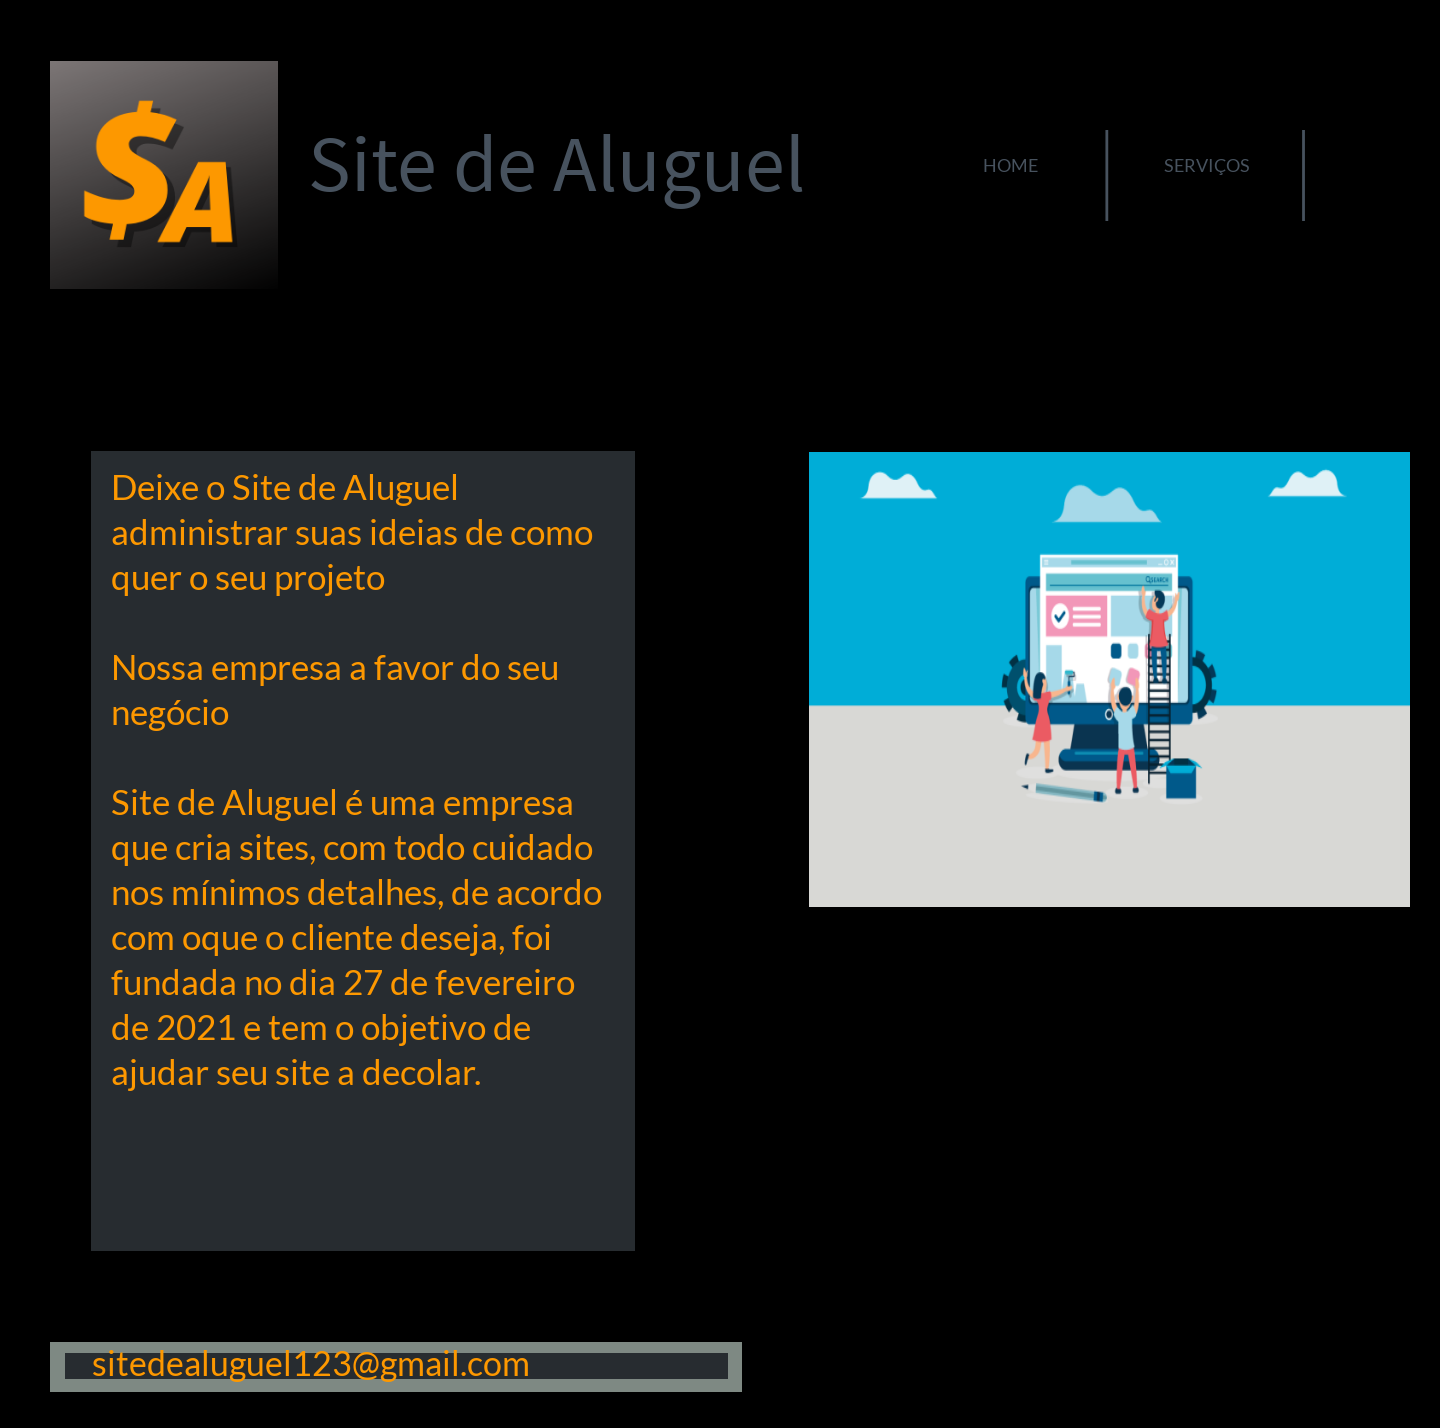 $A
Site de Aluguel
HOME
SERVIÇOS
Deixe o Site de Aluguel
administrar suas ideias de como
quer o seu projeto
Nossa empresa a favor do seu
negócio
Site de Aluguel é uma empresa
que cria sites, com todo cuidado
nos mínimos detalhes, de acordo
com oque o cliente deseja, foi
fundada no dia 27 de fevereiro
de 2021 e tem o objetivo de
ajudar seu site a decolar.
SEARCH
sitedealuguel123@gmail.com